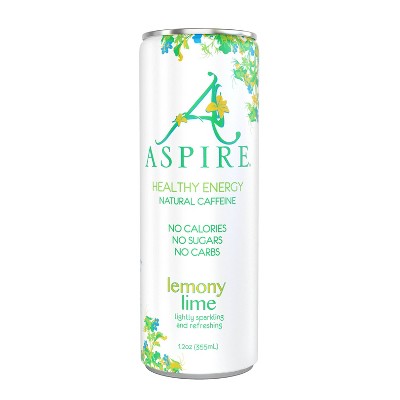 A
ASPIRE
HEALTHY ENERGY
NATURAL CAFFEINE
NO CALORIES
NO SUGARS
NO CARBS
lemony
lime
lightly sparkling
and refreshing
12oz (355mL)